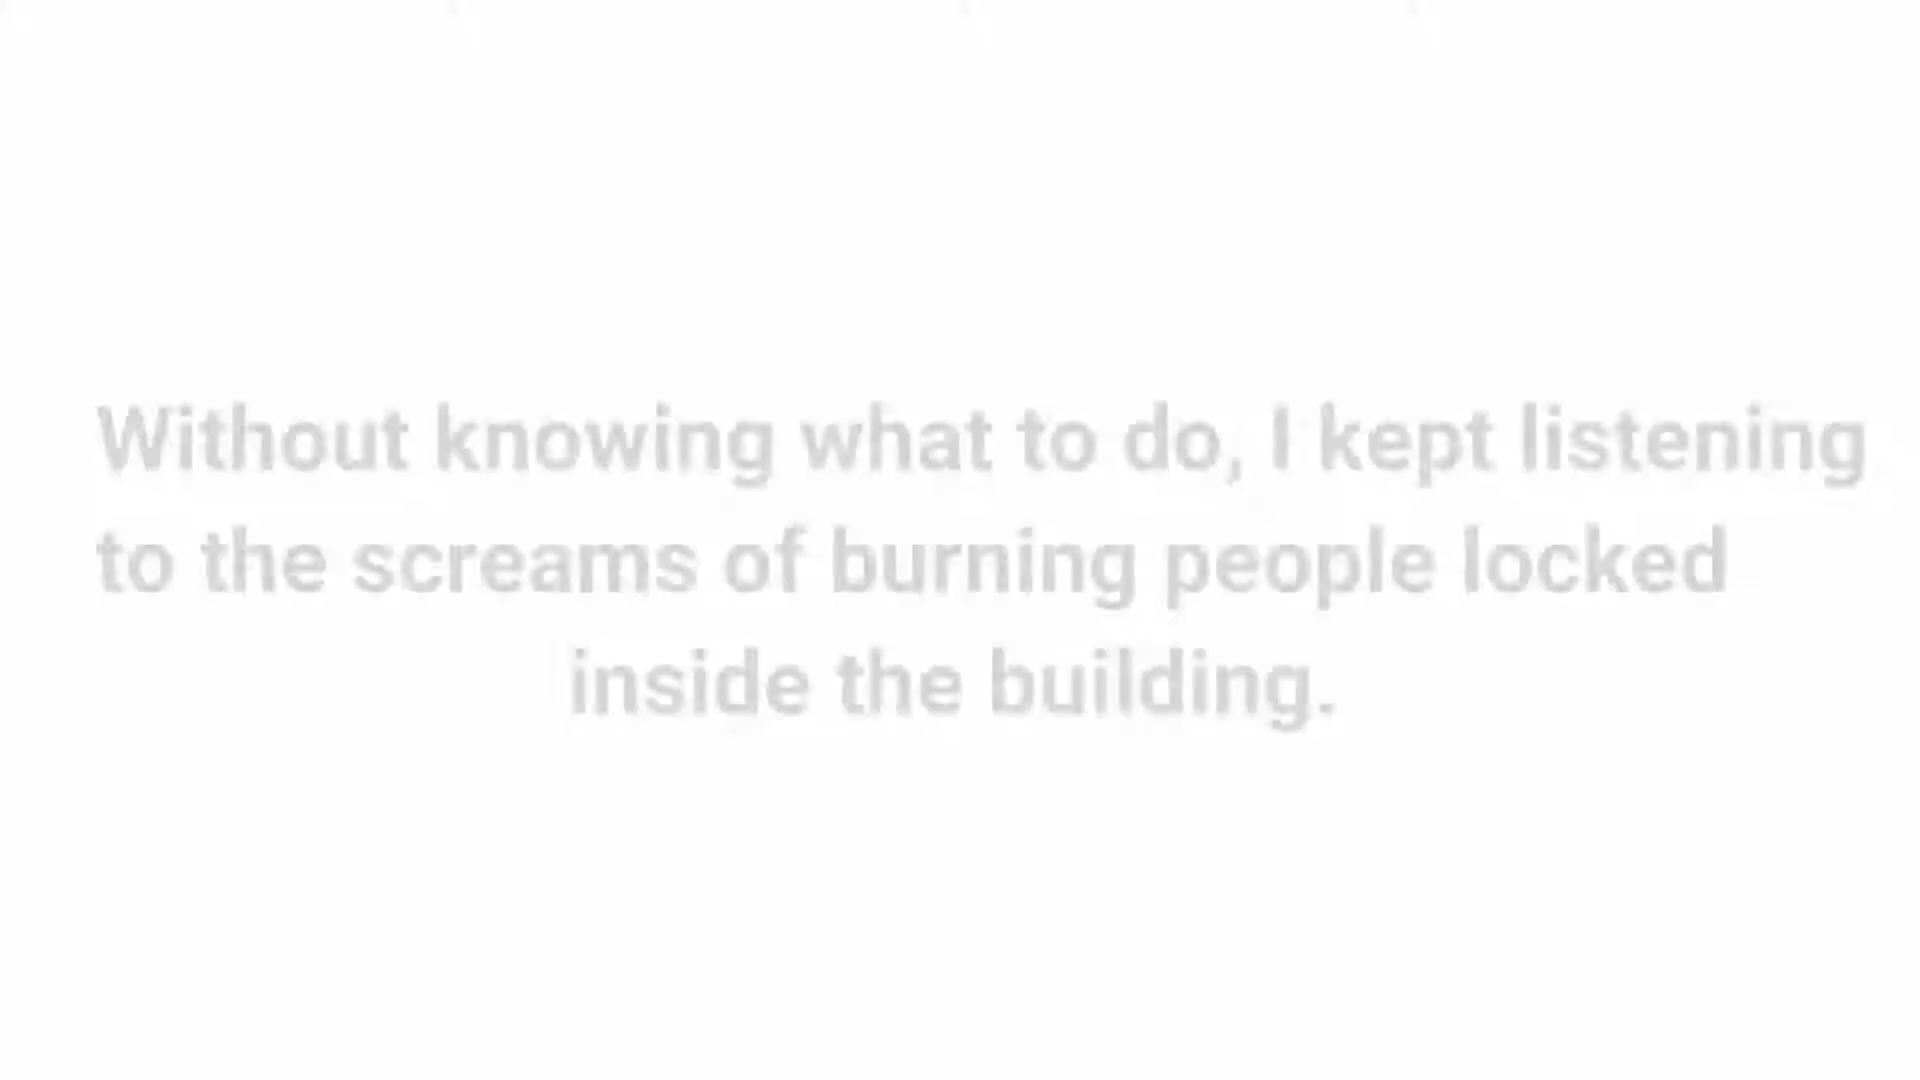 Without knowing what to do, I kept listening
to the screams of burning people locked
inside the building.